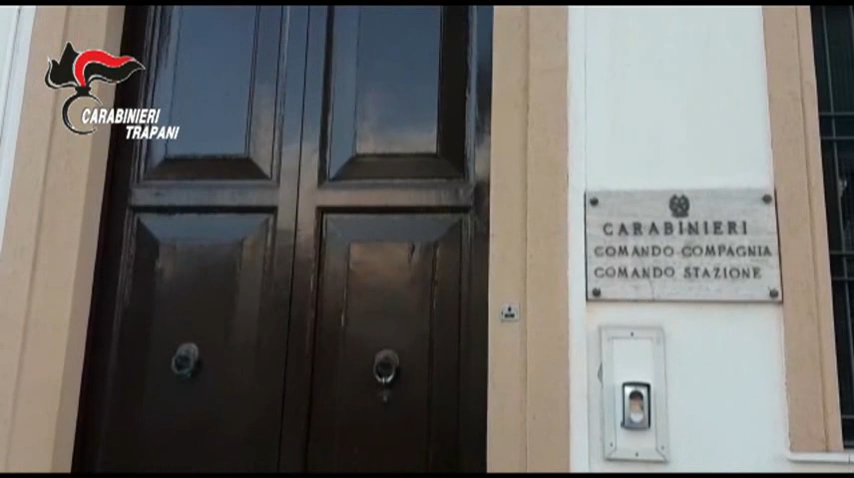 CARABINIERI
TRAPANI
CARABINIERI
COMANDO COMPAGNIA
COMANDO STAZIONE